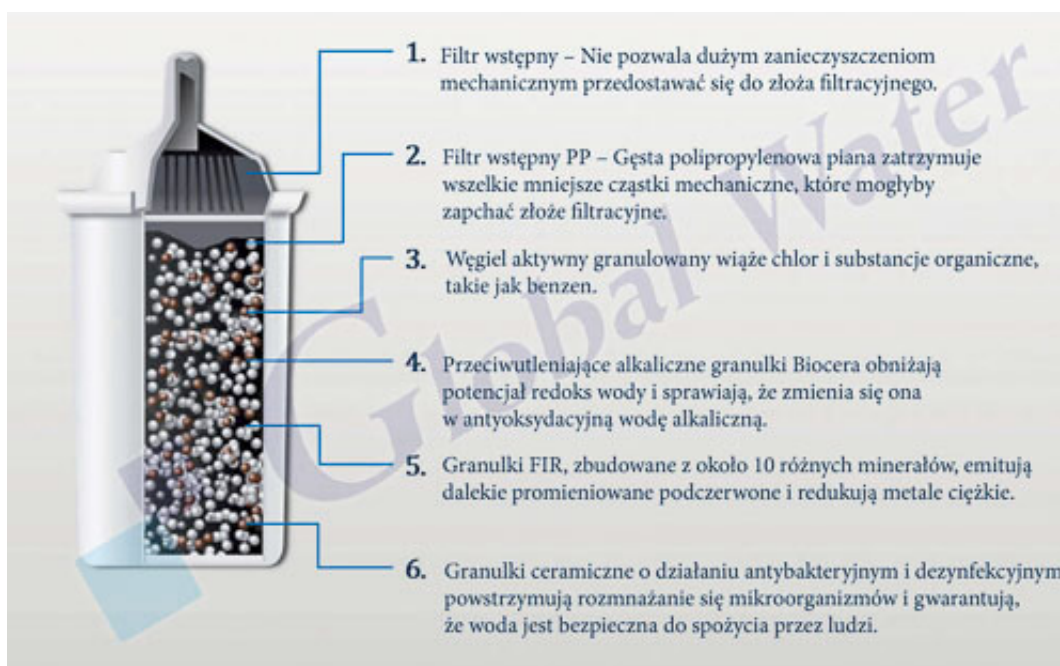 1. Filtr wstępny – Nie pozwala dużym zanieczyszczeniom
mechanicznym przedostawać się do złoża filtracyjnego.
2. Filtr wstępny PP – Gęsta polipropylenowa piana zatrzymuje
wszelkie mniejsze cząstki mechaniczne, które mogłyby
zapchać złoże filtracyjne.
3. Węgiel aktywny granulowany wiąże chlor i substancje organiczne,
takie jak benzen.
4. Przeciwutleniające alkaliczne granulki Biocera obniżają
potencjał redoks wody i sprawiają, że zmienia się ona
w antyoksydacyjną wodę alkaliczną.
5. Granulki FIR, zbudowane z około 10 różnych minerałów, emitują
dalekie promieniowane podczerwone i redukują metale ciężkie.
6. Granulki ceramiczne o działaniu antybakteryjnym i dezynfekcyjnym
powstrzymują rozmnażanie się mikroorganizmów i gwarantują,
że woda jest bezpieczna do spożycia przez ludzi.
Global Water